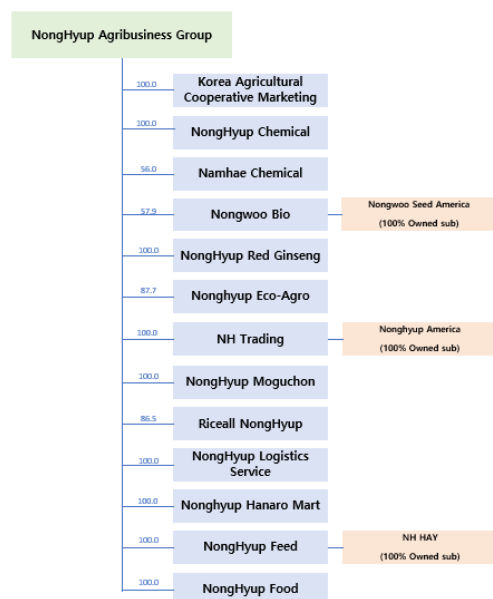 NongHyup Agribusiness Group
100.0
Korea Agricultural
Cooperative Marketing
100.0
NongHyup Chemical
56.0
Namhae Chemical
57.9
Nongwoo Bio
Nongwoo Seed America
(100% Owned sub)
100.0
NongHyup Red Ginseng
87.7
Nonghyup Eco-Agro
100.0
NH Trading
Nonghyup America
(100% Owned sub)
100.0
NongHyup Moguchon
86.5
Riceall NongHyup
100.0
NongHyup Logistics
Service
100.0
Nonghyup Hanaro Mart
100.0
NongHyup Feed
NH HAY
(100% Owned sub)
100.0
NongHyup Food